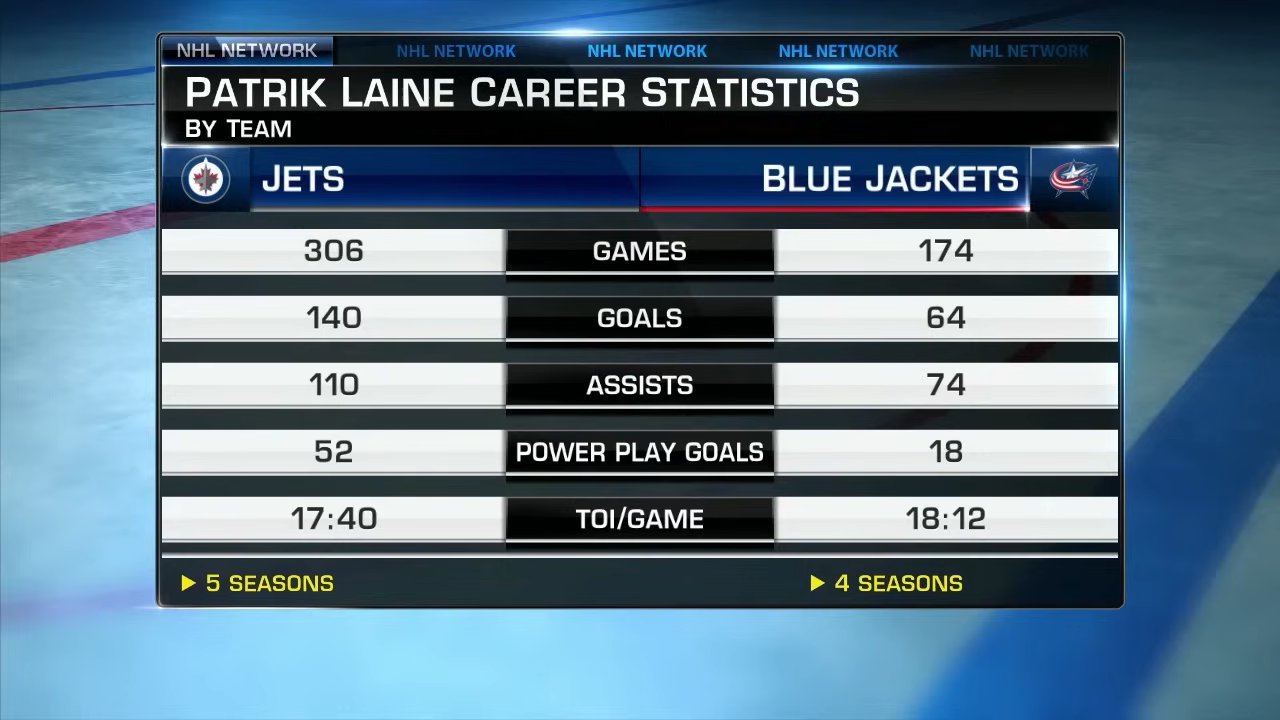 NHL NETWORK NHL NETWORK NHL NETWORK NHL NETWORK NHL NETWORK
PATRIK LAINE CAREER STATISTICS
BY TEAM
JETS BLUE JACKETS
306 GAMES 174
140 GOALS 64
110 ASSISTS 74
52 POWER PLAY GOALS 18
17:40 TOI/GAME 18:12
▶ 5 SEASONS ▶ 4 SEASONS